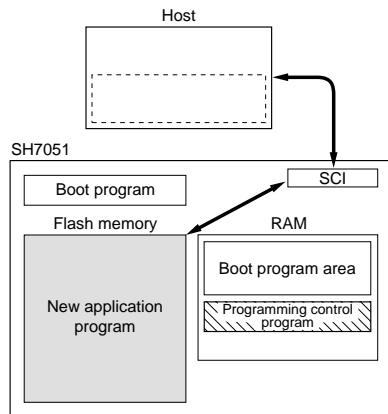 Host
SH7051
SCI
Boot program
Flash memory
RAM
New application
program
Boot program area
Programming control
program